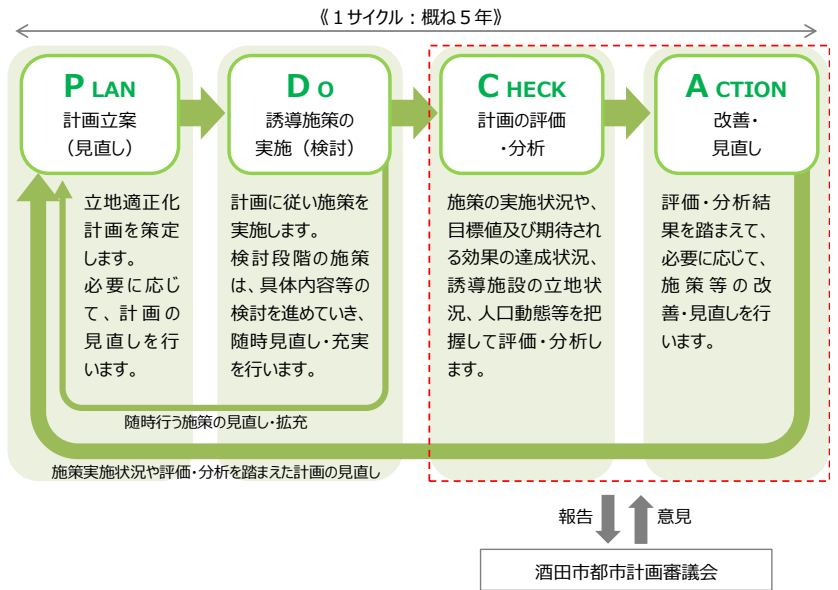 《１サイクル：概ね５年》
PLAN
計画立案
（見直し）
立地適正化
計画を策定
します。
必要に応じ
て、計画の
見直しを行
います。
DO
誘導施策の
実施（検討）
計画に従い施策を
実施します。
検討段階の施策
は、具体内容等の
検討を進めていき、
随時見直し・充実
を行います。
CHECK
計画の評価
・分析
施策の実施状況や、
目標値及び期待され
る効果の達成状況、
誘導施設の立地状
況、人口動態等を把
握して評価・分析し
ます。
ACTION
改善・
見直し
評価・分析結
果を踏まえて、
必要に応じて、
施策等の改
善・見直しを行
います。
随時行う施策の見直し・拡充
施策実施状況や評価・分析を踏まえた計画の見直し
報告
意見
酒田市都市計画審議会